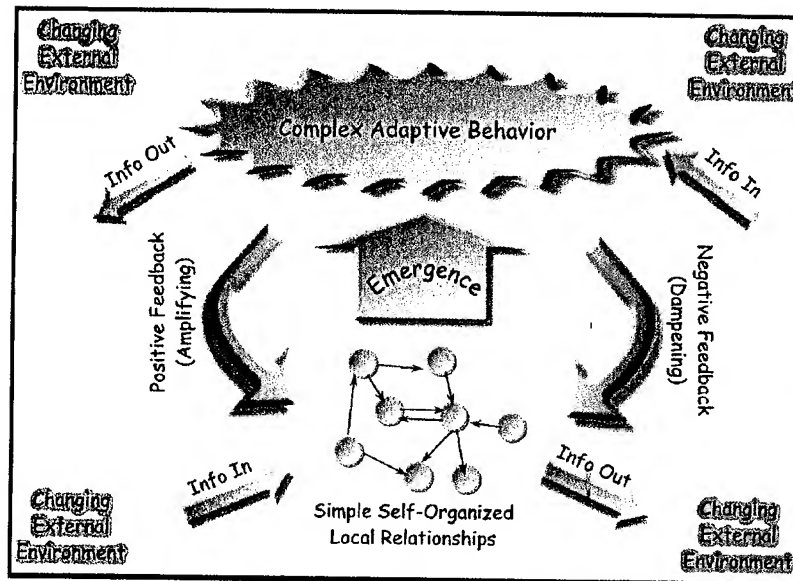 Changing
External
Environment
Changing
External
Environment
Complex Adaptive Behavior
Info Out
Info In
Positive Feedback
(Amplifying)
Emergence
Negative Feedback
(Dampening)
Info In
Info Out
Simple Self-Organized
Local Relationships
Changing
External
Environment
Changing
External
Environment